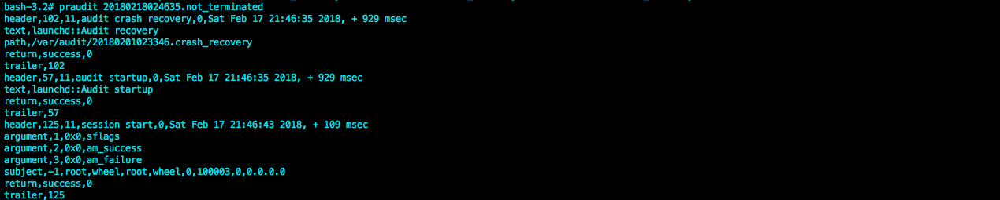 bash-3.2# praudit 20180218024635.not_terminated
header,102,11,audit crash recovery,0,Sat Feb 17 21:46:35 2018, + 929 msec
text,launchd::Audit recovery
path,/var/audit/20180201023346.crash_recovery
return,success,0
trailer,102
header,57,11,audit startup,0,Sat Feb 17 21:46:35 2018, + 929 msec
text,launchd::Audit startup
return,success,0
trailer,57
header,125,11,session start,0,Sat Feb 17 21:46:43 2018, + 109 msec
argument,1,0x0,sflags
argument,2,0x0,am_success
argument,3,0x0,am_failure
subject,-1,root,wheel,root,wheel,0,100003,0,0.0.0.0
return,success,0
trailer,125